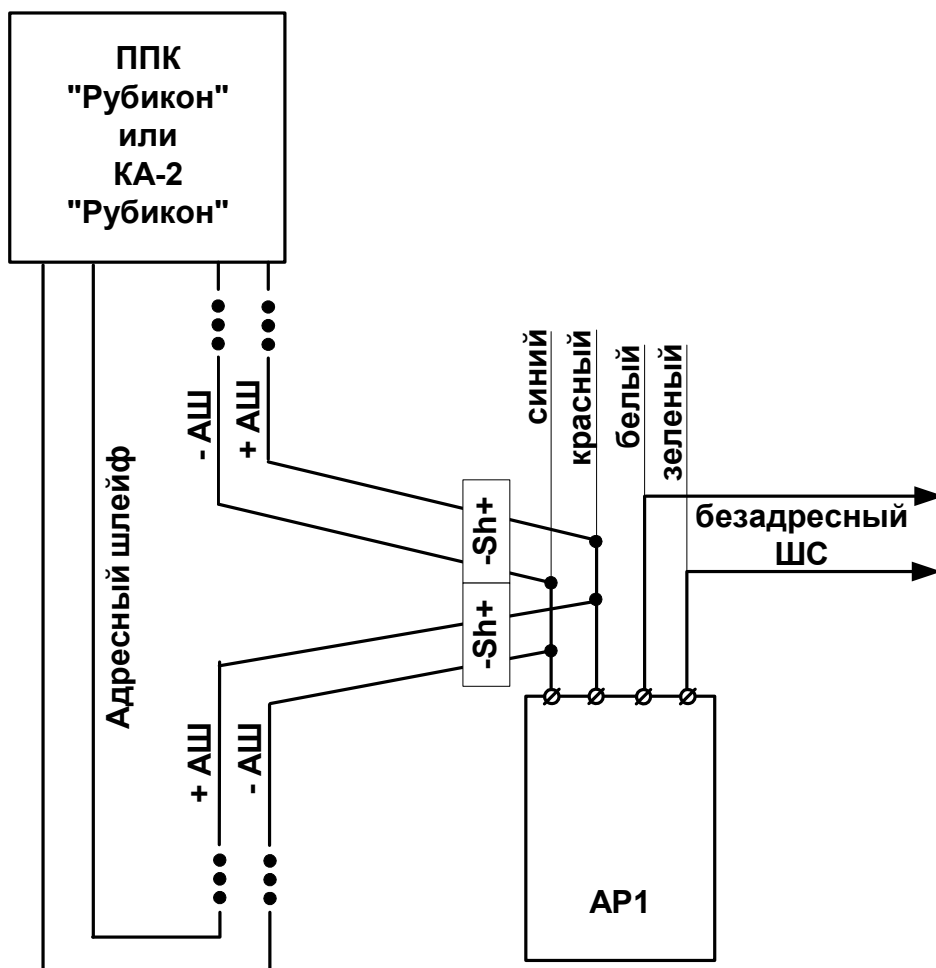 ППК
"Рубикон"
или
КА-2
"Рубикон"
- АШ
+ АШ
синий
красный
белый
зеленый
Адресный шлейф
-Sh+
-Sh+
безадресный
ШС
+ АШ
- АШ
АР1